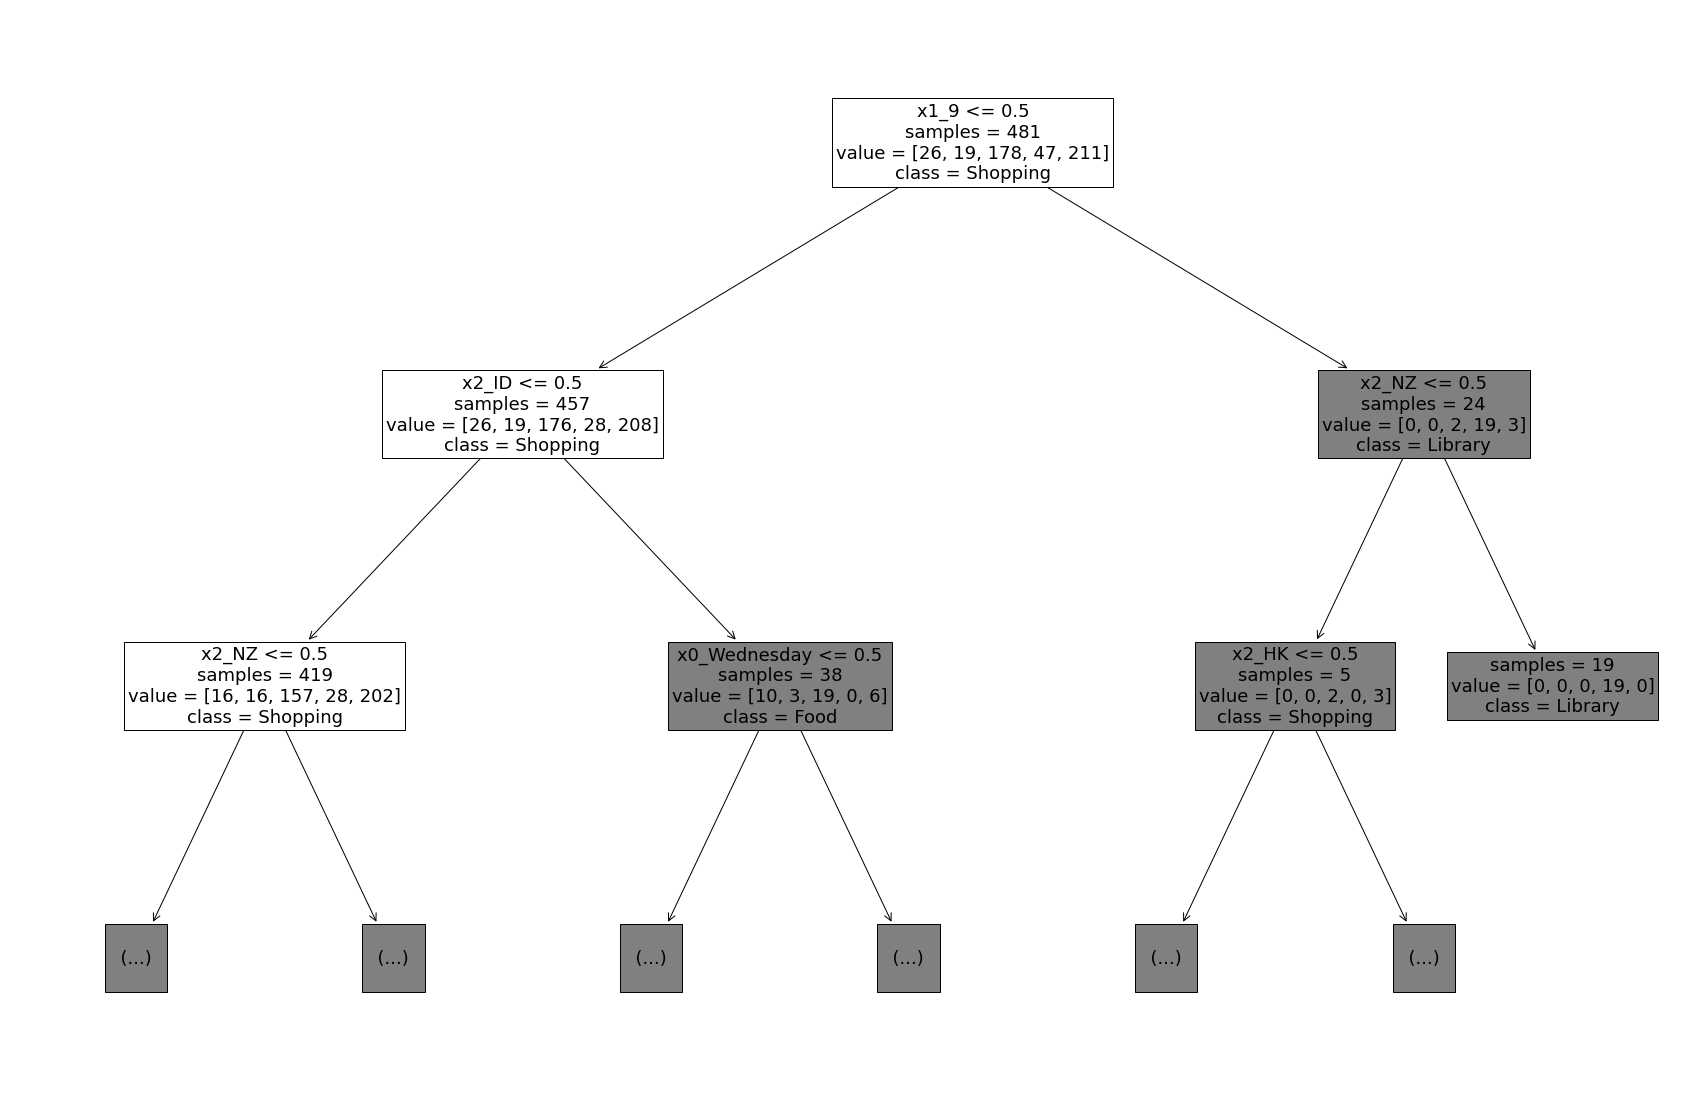 x1_9 <= 0.5
samples = 481
value = [26, 19, 178, 47, 211]
class = Shopping
x2_ID <= 0.5
samples = 457
value = [26, 19, 176, 28, 208]
class = Shopping
x2_NZ <= 0.5
samples = 24
value = [0, 0, 2, 19, 3]
class = Library
x2_NZ <= 0.5
samples = 419
value = [16, 16, 157, 28, 202]
class = Shopping
x0_Wednesday <= 0.5
samples = 38
value = [10, 3, 19, 0, 6]
class = Food
x2_HK <= 0.5
samples = 5
value = [0, 0, 2, 0, 3]
class = Shopping
samples = 19
value = [0, 0, 0, 19, 0]
class = Library
(...)
(...)
(...)
(...)
(...)
(...)